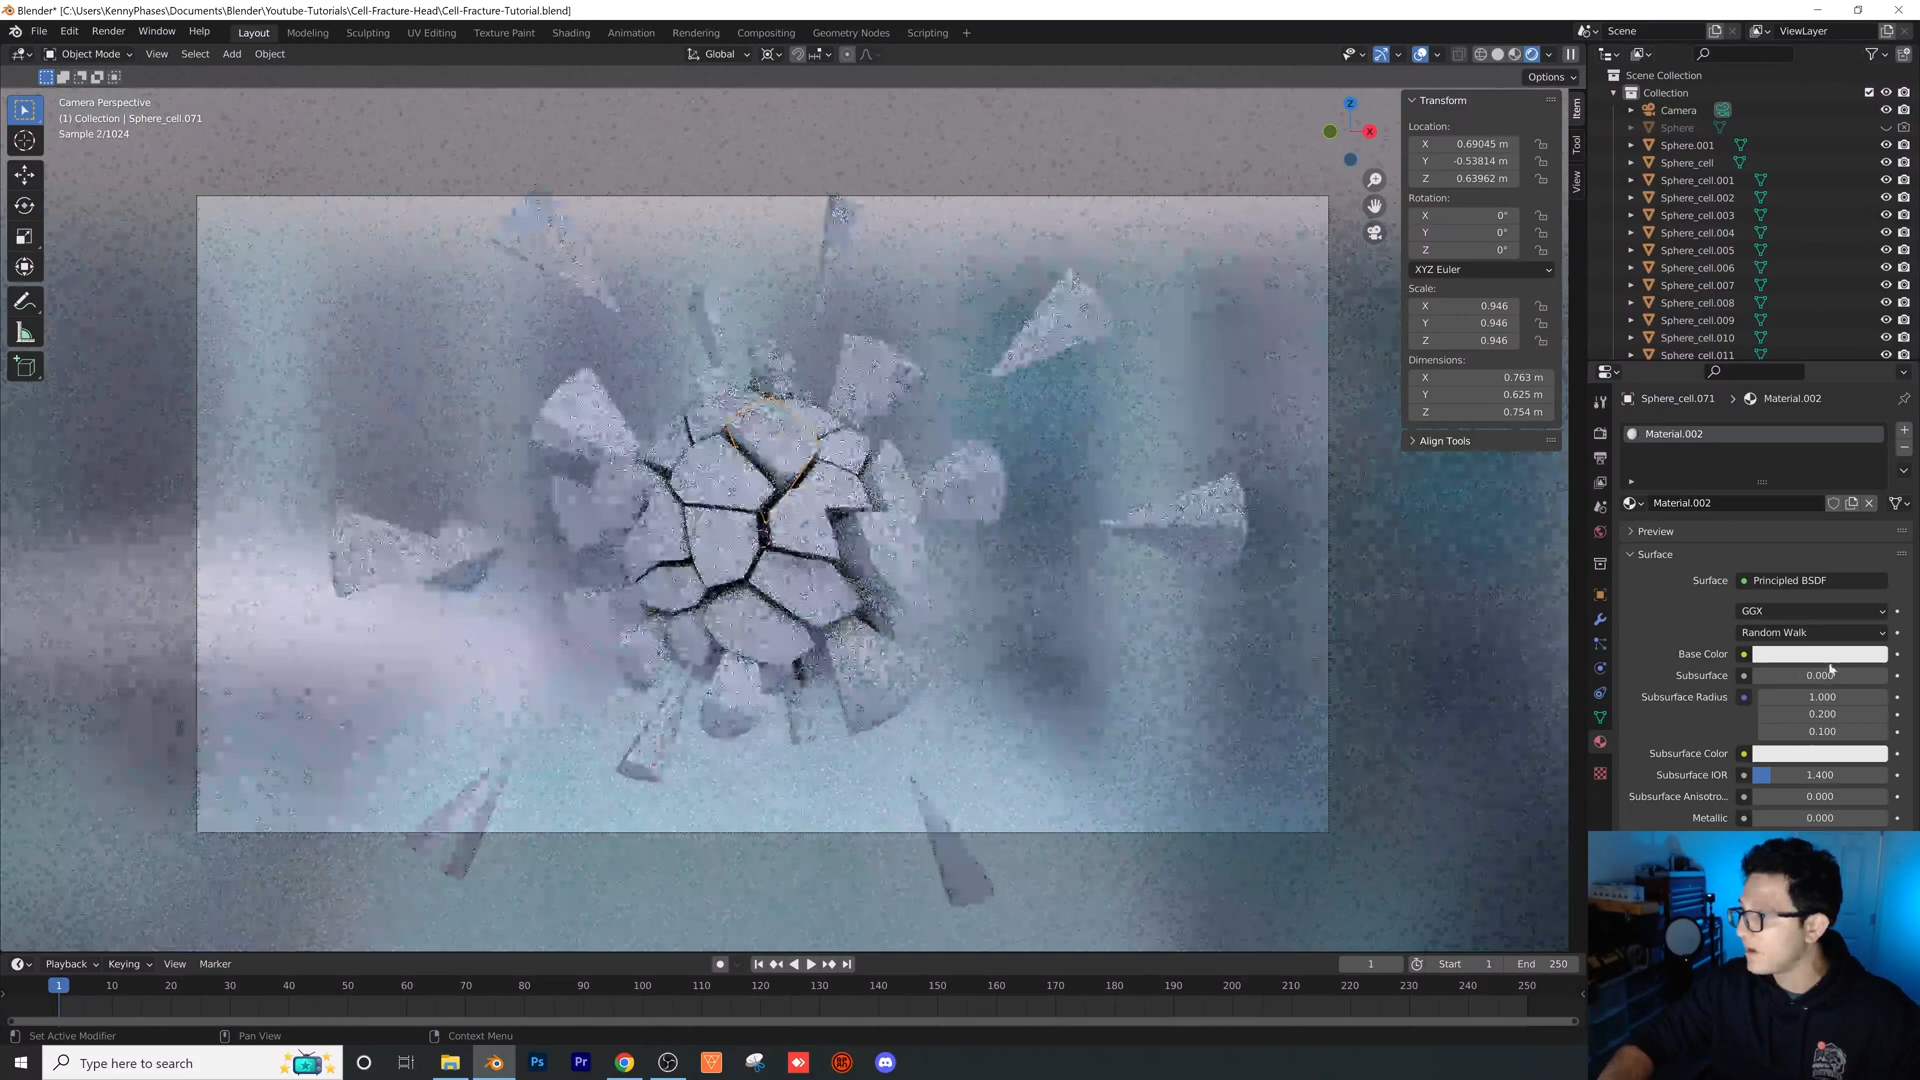 Blender* [C:\Users\KennyPhases\Documents\Blender\Youtube-Tutorials\Cell-Fracture-Head\Cell-Fracture-Tutorial.blend]
File Edit Render Window Help Layout Modeling Sculpting UV Editing Texture Paint Shading Animation Rendering Compositing Geometry Nodes Scripting + Scene ViewLayer
Object Mode View Select Add Object Global
Options
Camera Perspective
(1) Collection | Sphere_cell.071
Sample 2/1024
Z
X
Transform
Location:
X 0.69045 m
Y -0.53814 m
Z 0.63962 m
Rotation:
X 0°
Y 0°
Z 0°
XYZ Euler
Scale:
X 0.946
Y 0.946
Z 0.946
Dimensions:
X 0.763 m
Y 0.625 m
Z 0.754 m
Align Tools
Item
Tool
View
Scene Collection
Collection
Camera
Sphere
Sphere.001
Sphere_cell
Sphere_cell.001
Sphere_cell.002
Sphere_cell.003
Sphere_cell.004
Sphere_cell.005
Sphere_cell.006
Sphere_cell.007
Sphere_cell.008
Sphere_cell.009
Sphere_cell.010
Sphere_cell.011
Sphere_cell.071 Material.002
Material.002
Material.002
Preview
Surface
Surface Principled BSDF
GGX
Random Walk
Base Color
Subsurface 0.000
Subsurface Radius 1.000
0.200
0.100
Subsurface Color
Subsurface IOR 1.400
Subsurface Anisotro... 0.000
Metallic 0.000
Playback Keying View Marker 1 Start 1 End 250
1 10 20 30 40 50 60 70 80 90 100 110 120 130 140 150 160 170 180 190 200 210 220 230 240 250
Set Active Modifier Pan View Context Menu
Type here to search Ps Pr